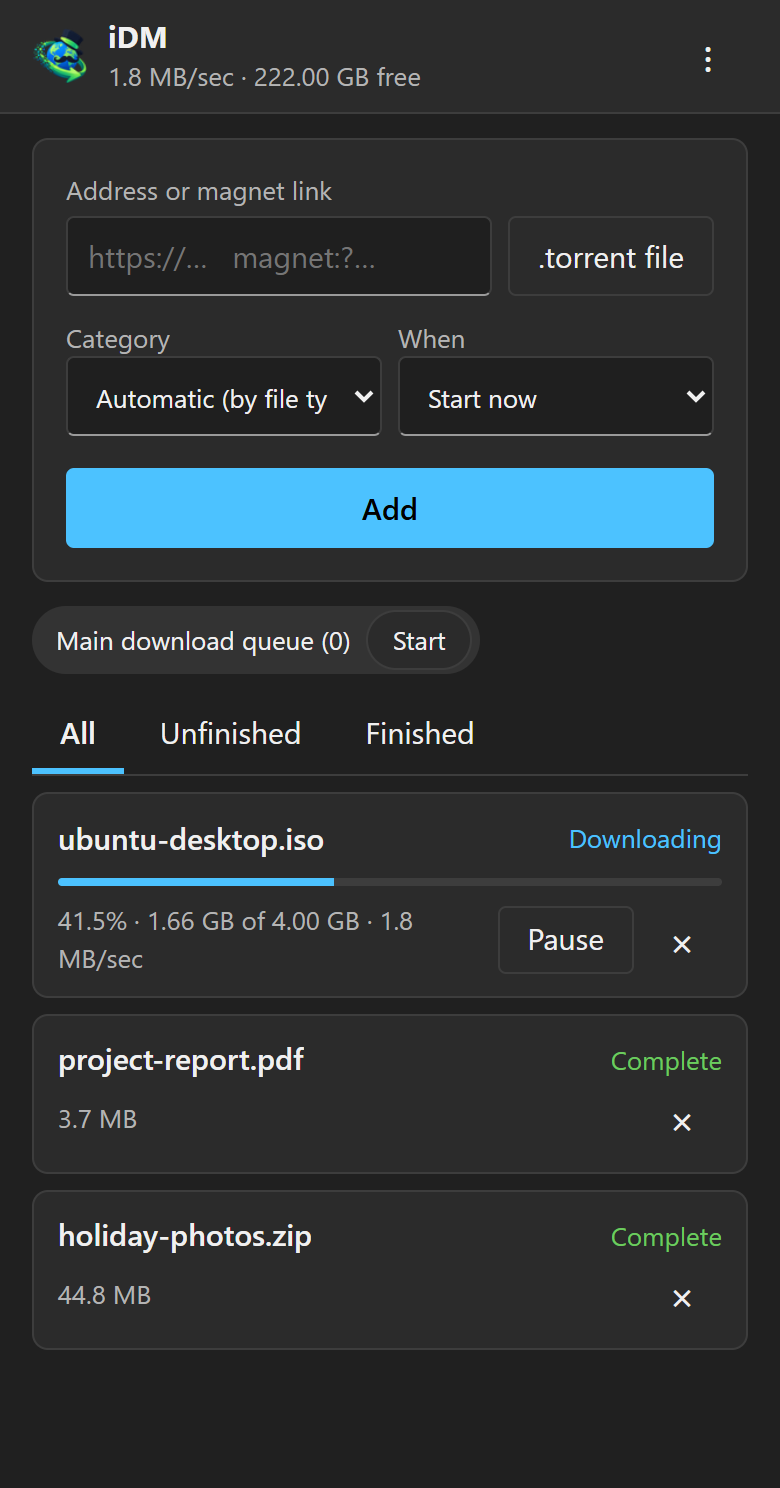 iDM
1.8 MB/sec · 222.00 GB free
Address or magnet link
https://... magnet:?...
.torrent file
Category
When
Automatic (by file ty
Start now
Add
Main download queue (0)
Start
All
Unfinished
Finished
ubuntu-desktop.iso
Downloading
41.5% · 1.66 GB of 4.00 GB · 1.8
MB/sec
Pause
✕
project-report.pdf
Complete
3.7 MB
✕
holiday-photos.zip
Complete
44.8 MB
✕